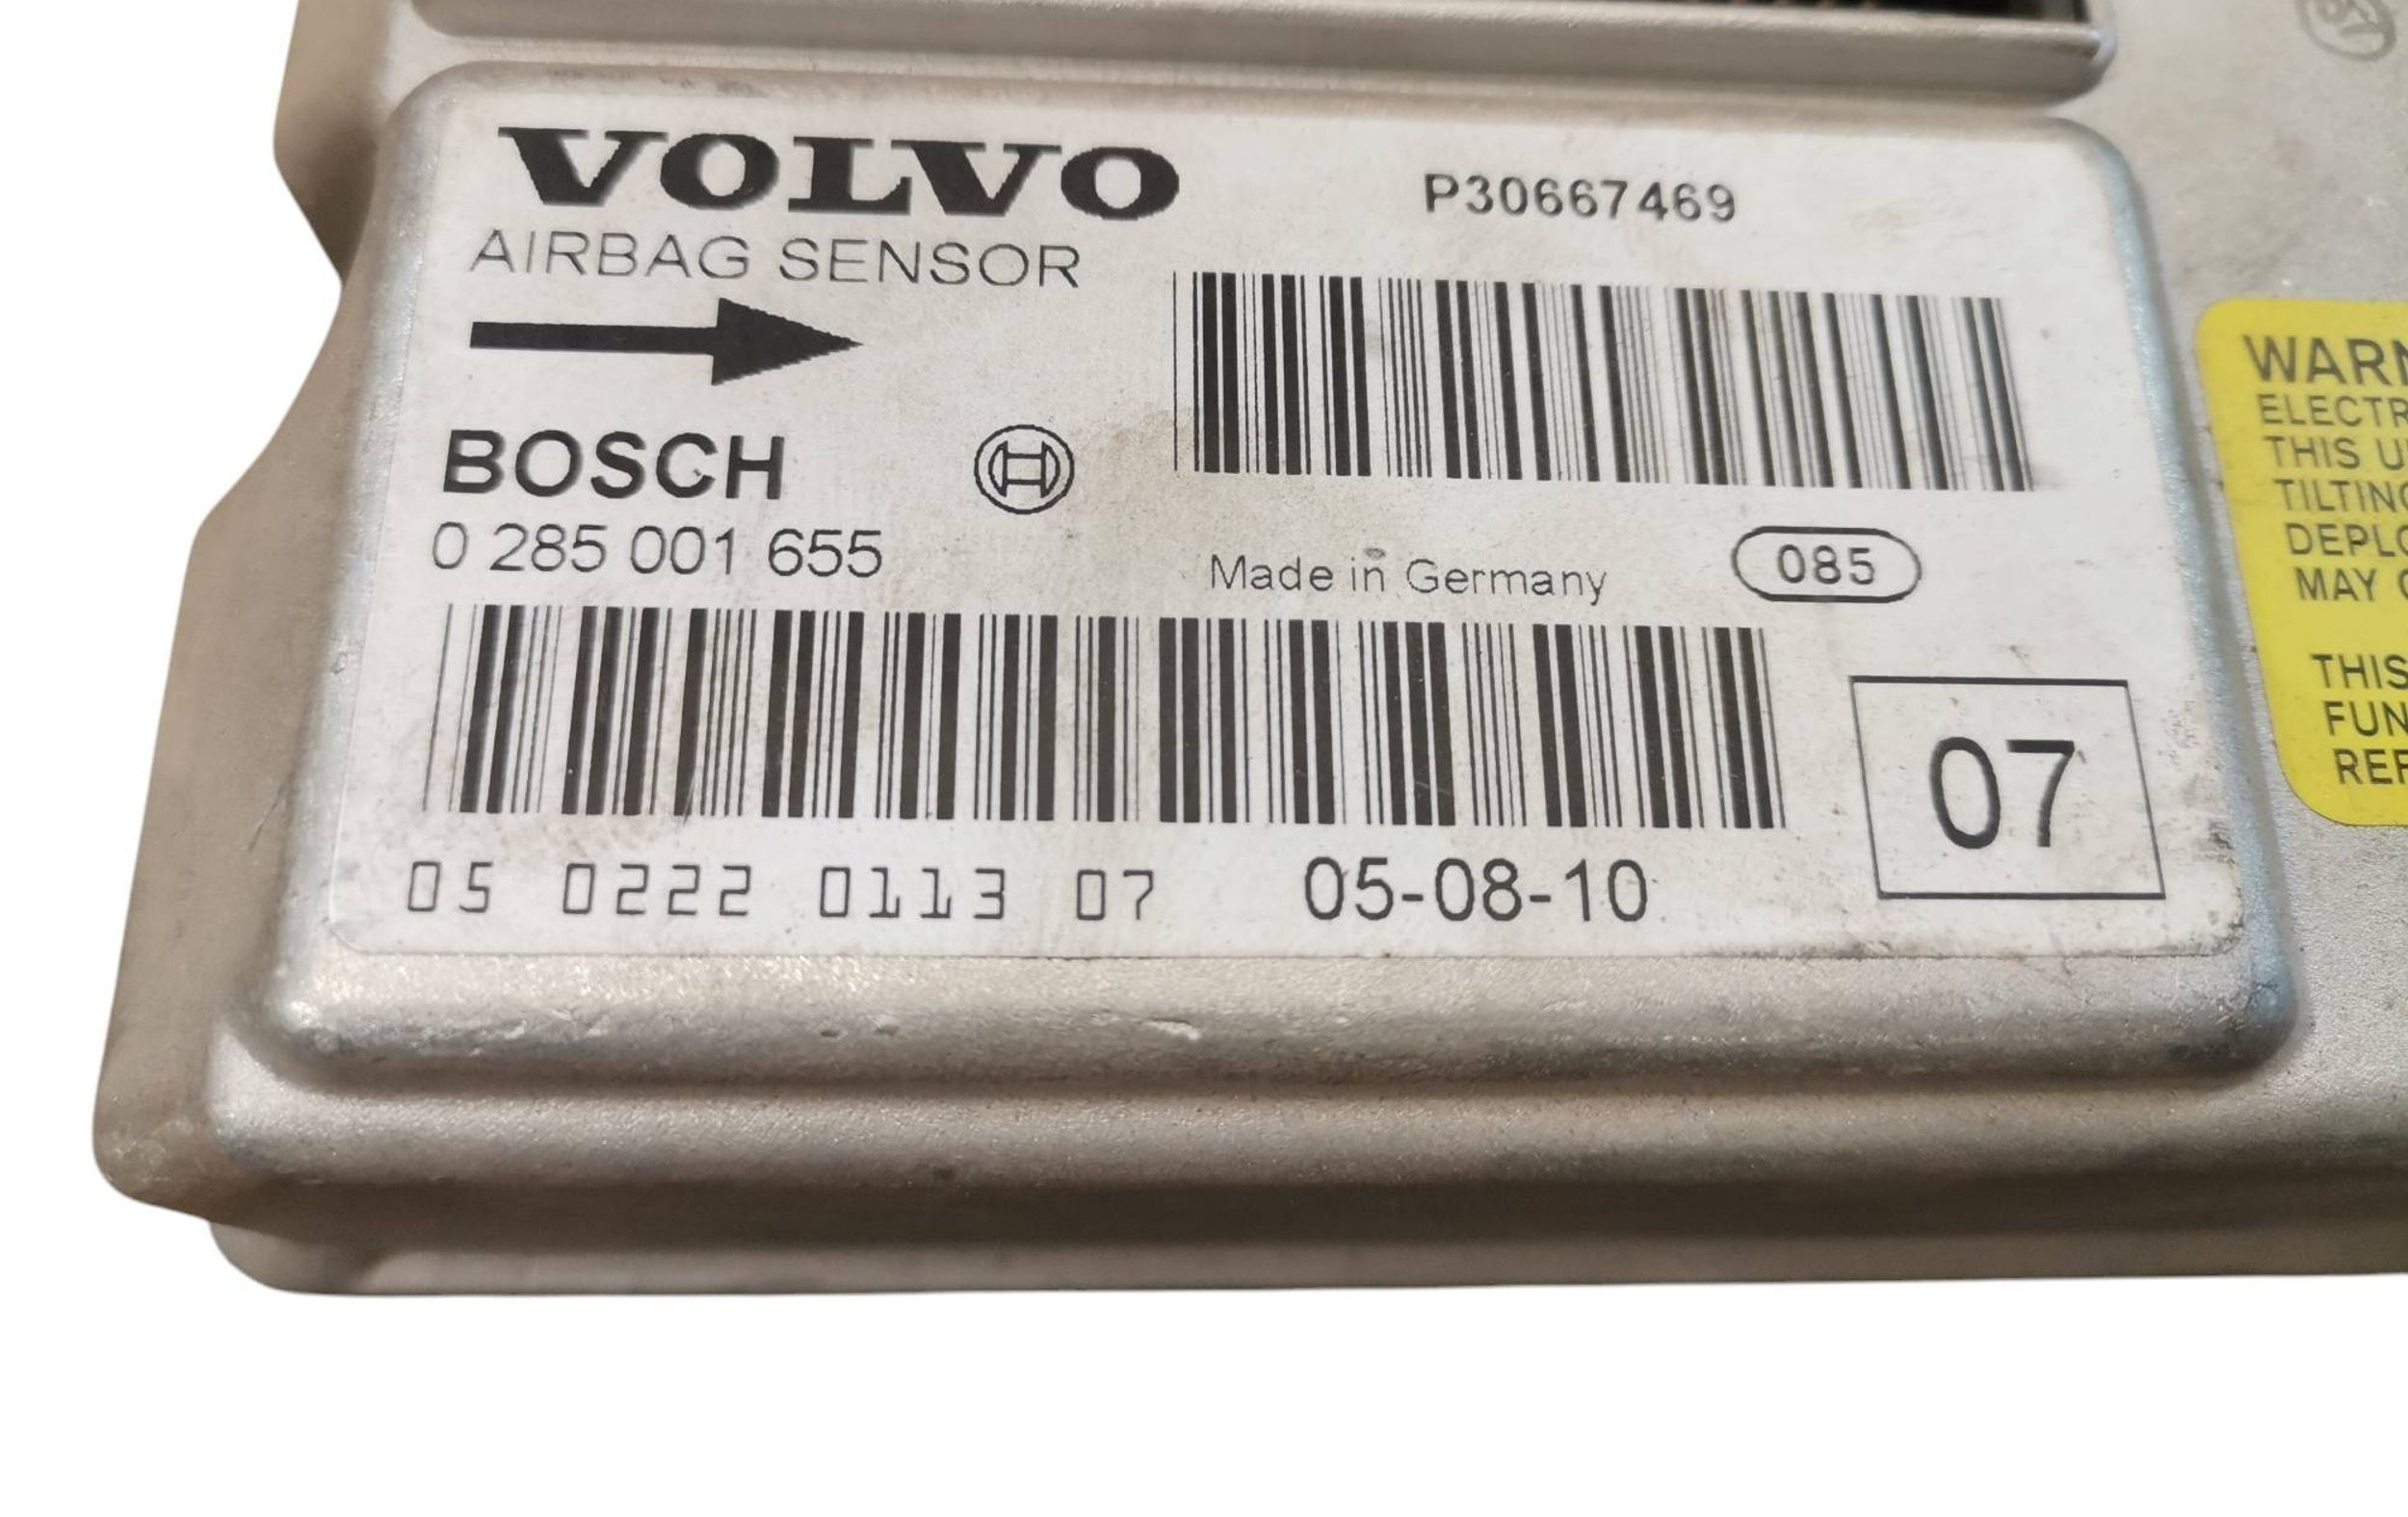 VOLVO
P30667469
AIRBAG SENSOR
BOSCH
0 285 001 655
Made in Germany
085
07
05 0222 0113 07 05-08-10
WARN
ELECTR
THIS U
TILTING
DEPLO
MAY
THIS
FUN
REF